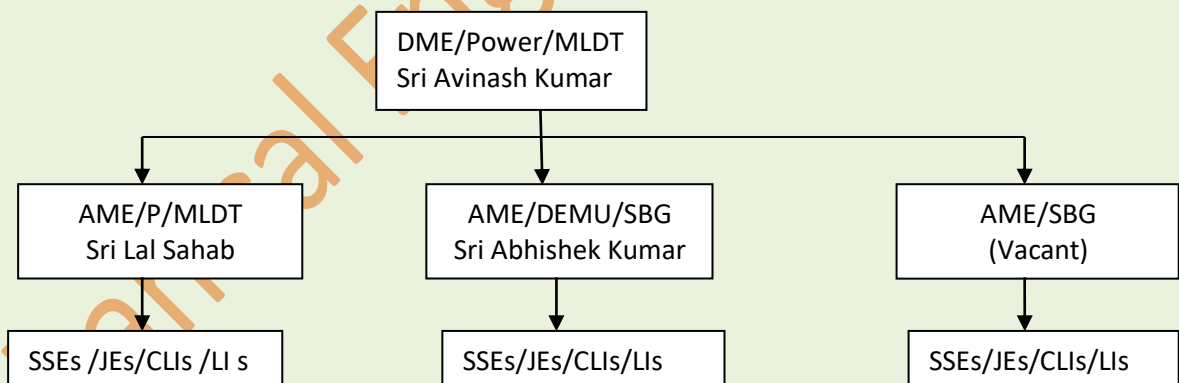 DME/Power/MLDT
Sri Avinash Kumar
AME/P/MLDT
Sri Lal Sahab
AME/DEMU/SBG
Sri Abhishek Kumar
AME/SBG
(Vacant)
SSEs /JEs/CLIs /LI s
SSEs/JEs/CLIs/LIs
SSEs/JEs/CLIs/LIs